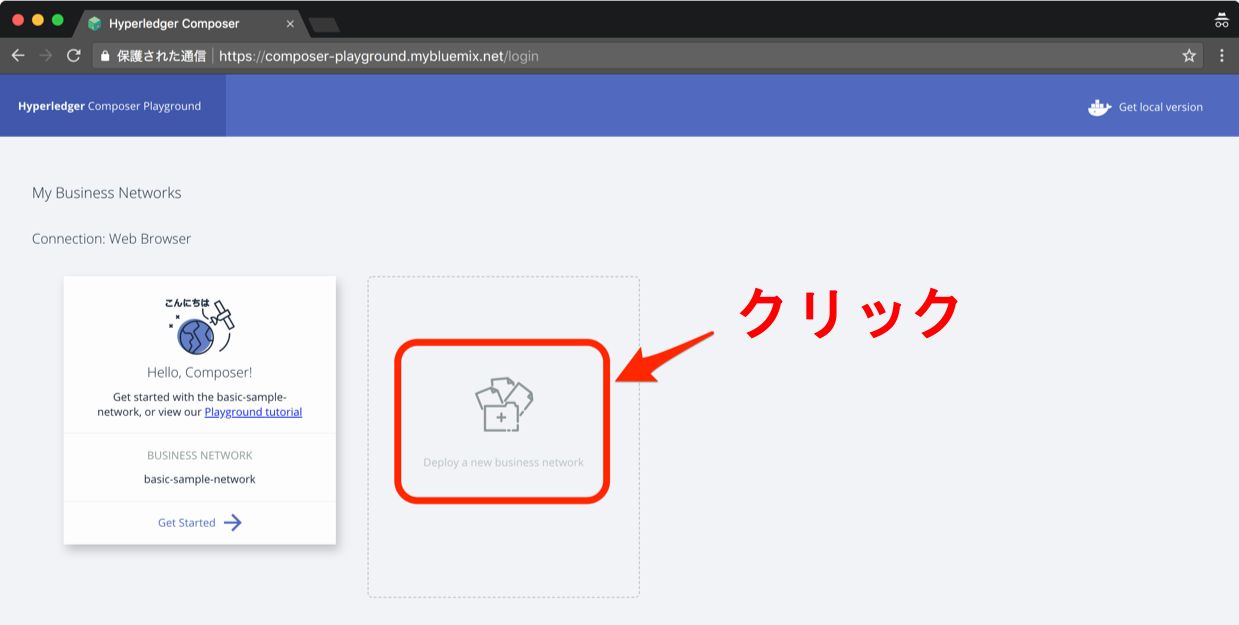 Hyperledger Composer
保護された通信 https://composer-playground.mybluemix.net/login
Hyperledger Composer Playground
Get local version
My Business Networks
Connection: Web Browser
こんにちは
Hello, Composer!
Get started with the basic-sample-
network, or view our Playground tutorial
BUSINESS NETWORK
basic-sample-network
Get Started
Deploy a new business network
クリック